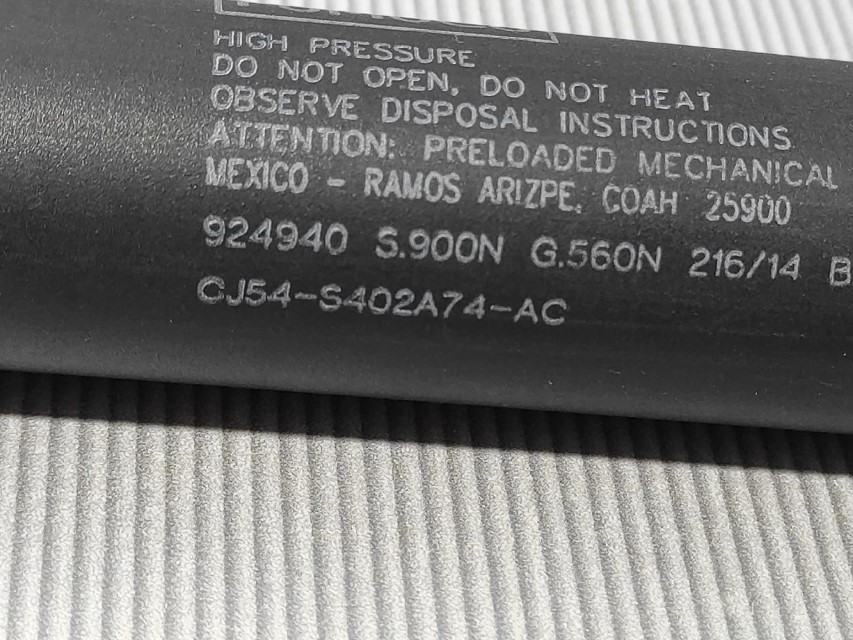 HIGH PRESSURE
DO NOT OPEN, DO NOT HEAT
OBSERVE DISPOSAL INSTRUCTIONS
ATTENTION: PRELOADED MECHANICAL
MEXICO - RAMOS ARIZPE, COAH 25900
924940 S.900N G.560N 216/14 B
CJ54-S402A74-AC